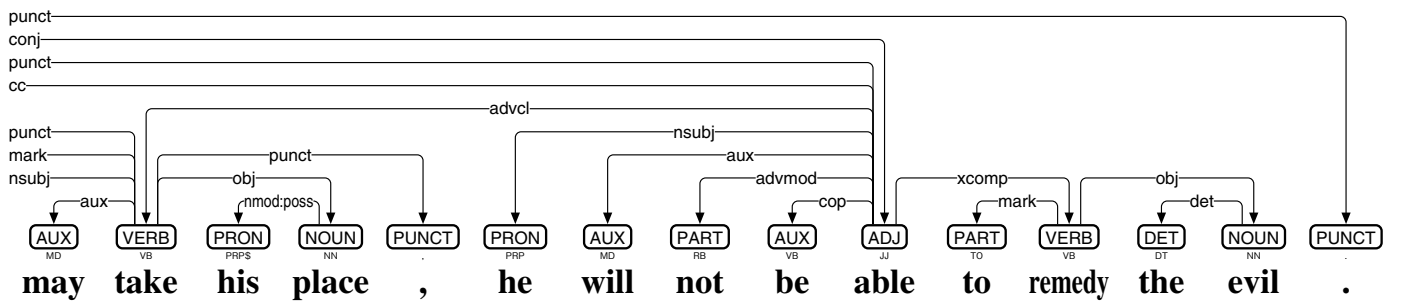 punct
conj
punct
cc
advcl
punct nsubj
mark punct aux
nsubj obj advmod xcomp obj
aux nmod:poss cop mark det
AUX VERB PRON NOUN PUNCT PRON AUX PART AUX ADJ PART VERB DET NOUN PUNCT
MD VB PRP$ NN , PRP MD RB VB JJ TO VB DT NN .
may take his place , he will not be able to remedy the evil .